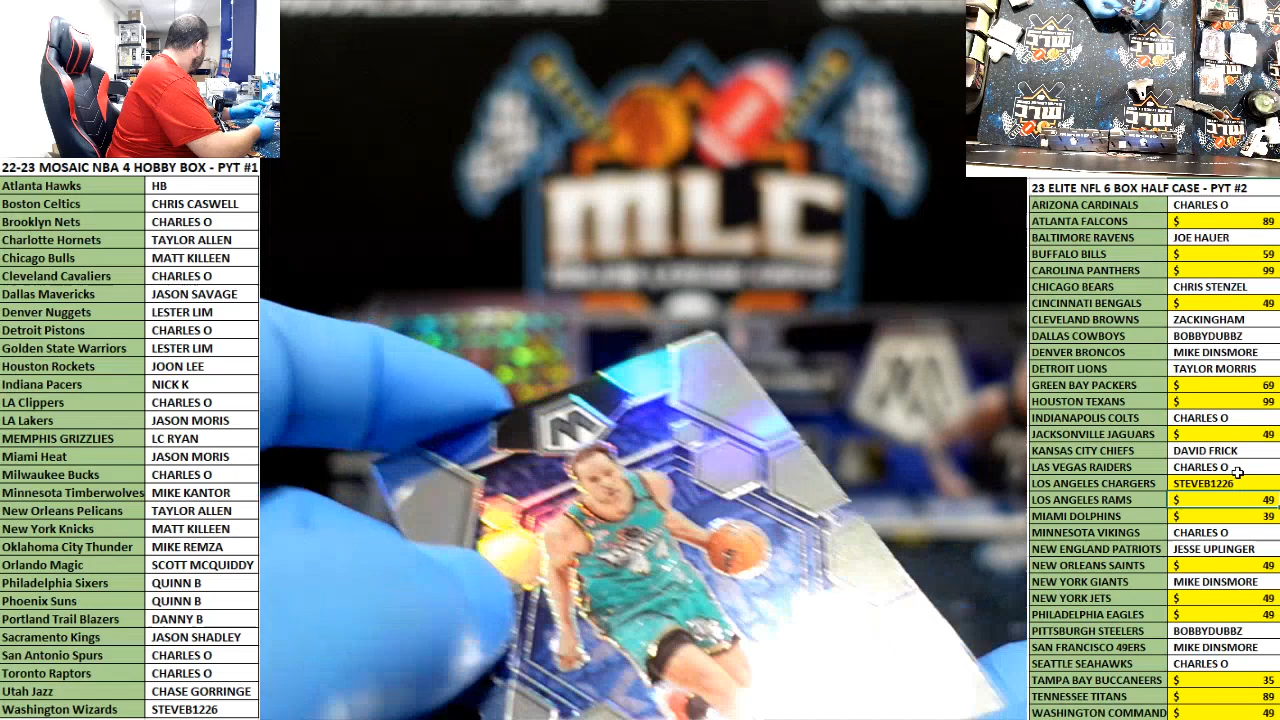 22-23 MOSAIC NBA 4 HOBBY BOX - PYT #1
Atlanta Hawks HB
Boston Celtics CHRIS CASWELL
Brooklyn Nets CHARLES O
Charlotte Hornets TAYLOR ALLEN
Chicago Bulls MATT KILLEEN
Cleveland Cavaliers CHARLES O
Dallas Mavericks JASON SAVAGE
Denver Nuggets LESTER LIM
Detroit Pistons CHARLES O
Golden State Warriors LESTER LIM
Houston Rockets JOON LEE
Indiana Pacers NICK K
LA Clippers CHARLES O
LA Lakers JASON MORIS
MEMPHIS GRIZZLIES LC RYAN
Miami Heat JASON MORIS
Milwaukee Bucks CHARLES O
Minnesota Timberwolves MIKE KANTOR
New Orleans Pelicans TAYLOR ALLEN
New York Knicks MATT KILLEEN
Oklahoma City Thunder MIKE REMZA
Orlando Magic SCOTT MCQUIDDY
Philadelphia Sixers QUINN B
Phoenix Suns QUINN B
Portland Trail Blazers DANNY B
Sacramento Kings JASON SHADLEY
San Antonio Spurs CHARLES O
Toronto Raptors CHARLES O
Utah Jazz CHASE GORRINGE
Washington Wizards STEVEB1226
MLC
M
23 ELITE NFL 6 BOX HALF CASE - PYT #2
ARIZONA CARDINALS CHARLES O
ATLANTA FALCONS $ 89
BALTIMORE RAVENS JOE HAUER
BUFFALO BILLS $ 59
CAROLINA PANTHERS $ 99
CHICAGO BEARS CHRIS STENZEL
CINCINNATI BENGALS $ 49
CLEVELAND BROWNS ZACKINGHAM
DALLAS COWBOYS BOBBYDUBBZ
DENVER BRONCOS MIKE DINSMORE
DETROIT LIONS TAYLOR MORRIS
GREEN BAY PACKERS $ 69
HOUSTON TEXANS $ 99
INDIANAPOLIS COLTS CHARLES O
JACKSONVILLE JAGUARS $ 49
KANSAS CITY CHIEFS DAVID FRICK
LAS VEGAS RAIDERS CHARLES O
LOS ANGELES CHARGERS STEVEB1226
LOS ANGELES RAMS $ 49
MIAMI DOLPHINS $ 39
MINNESOTA VIKINGS CHARLES O
NEW ENGLAND PATRIOTS JESSE UPLINGER
NEW ORLEANS SAINTS $ 49
NEW YORK GIANTS MIKE DINSMORE
NEW YORK JETS $ 49
PHILADELPHIA EAGLES $ 49
PITTSBURGH STEELERS BOBBYDUBBZ
SAN FRANCISCO 49ERS MIKE DINSMORE
SEATTLE SEAHAWKS CHARLES O
TAMPA BAY BUCCANEERS $ 35
TENNESSEE TITANS $ 89
WASHINGTON COMMAND $ 49